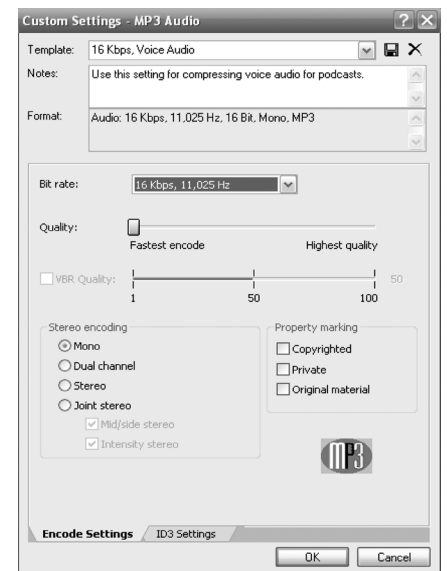 Custom Settings - MP3 Audio
Template: 16 Kbps, Voice Audio
Notes: Use this setting for compressing voice audio for podcasts.
Format: Audio: 16 Kbps, 11,025 Hz, 16 Bit, Mono, MP3
Bit rate: 16 Kbps, 11,025 Hz
Quality:
Fastest encode Highest quality
VBR Quality: 50
1 50 100
Stereo encoding Property marking
Mono Copyrighted
Dual channel Private
Stereo Original material
Joint stereo
Mid/side stereo
Intensity stereo
MP3
Encode Settings ID3 Settings
OK Cancel